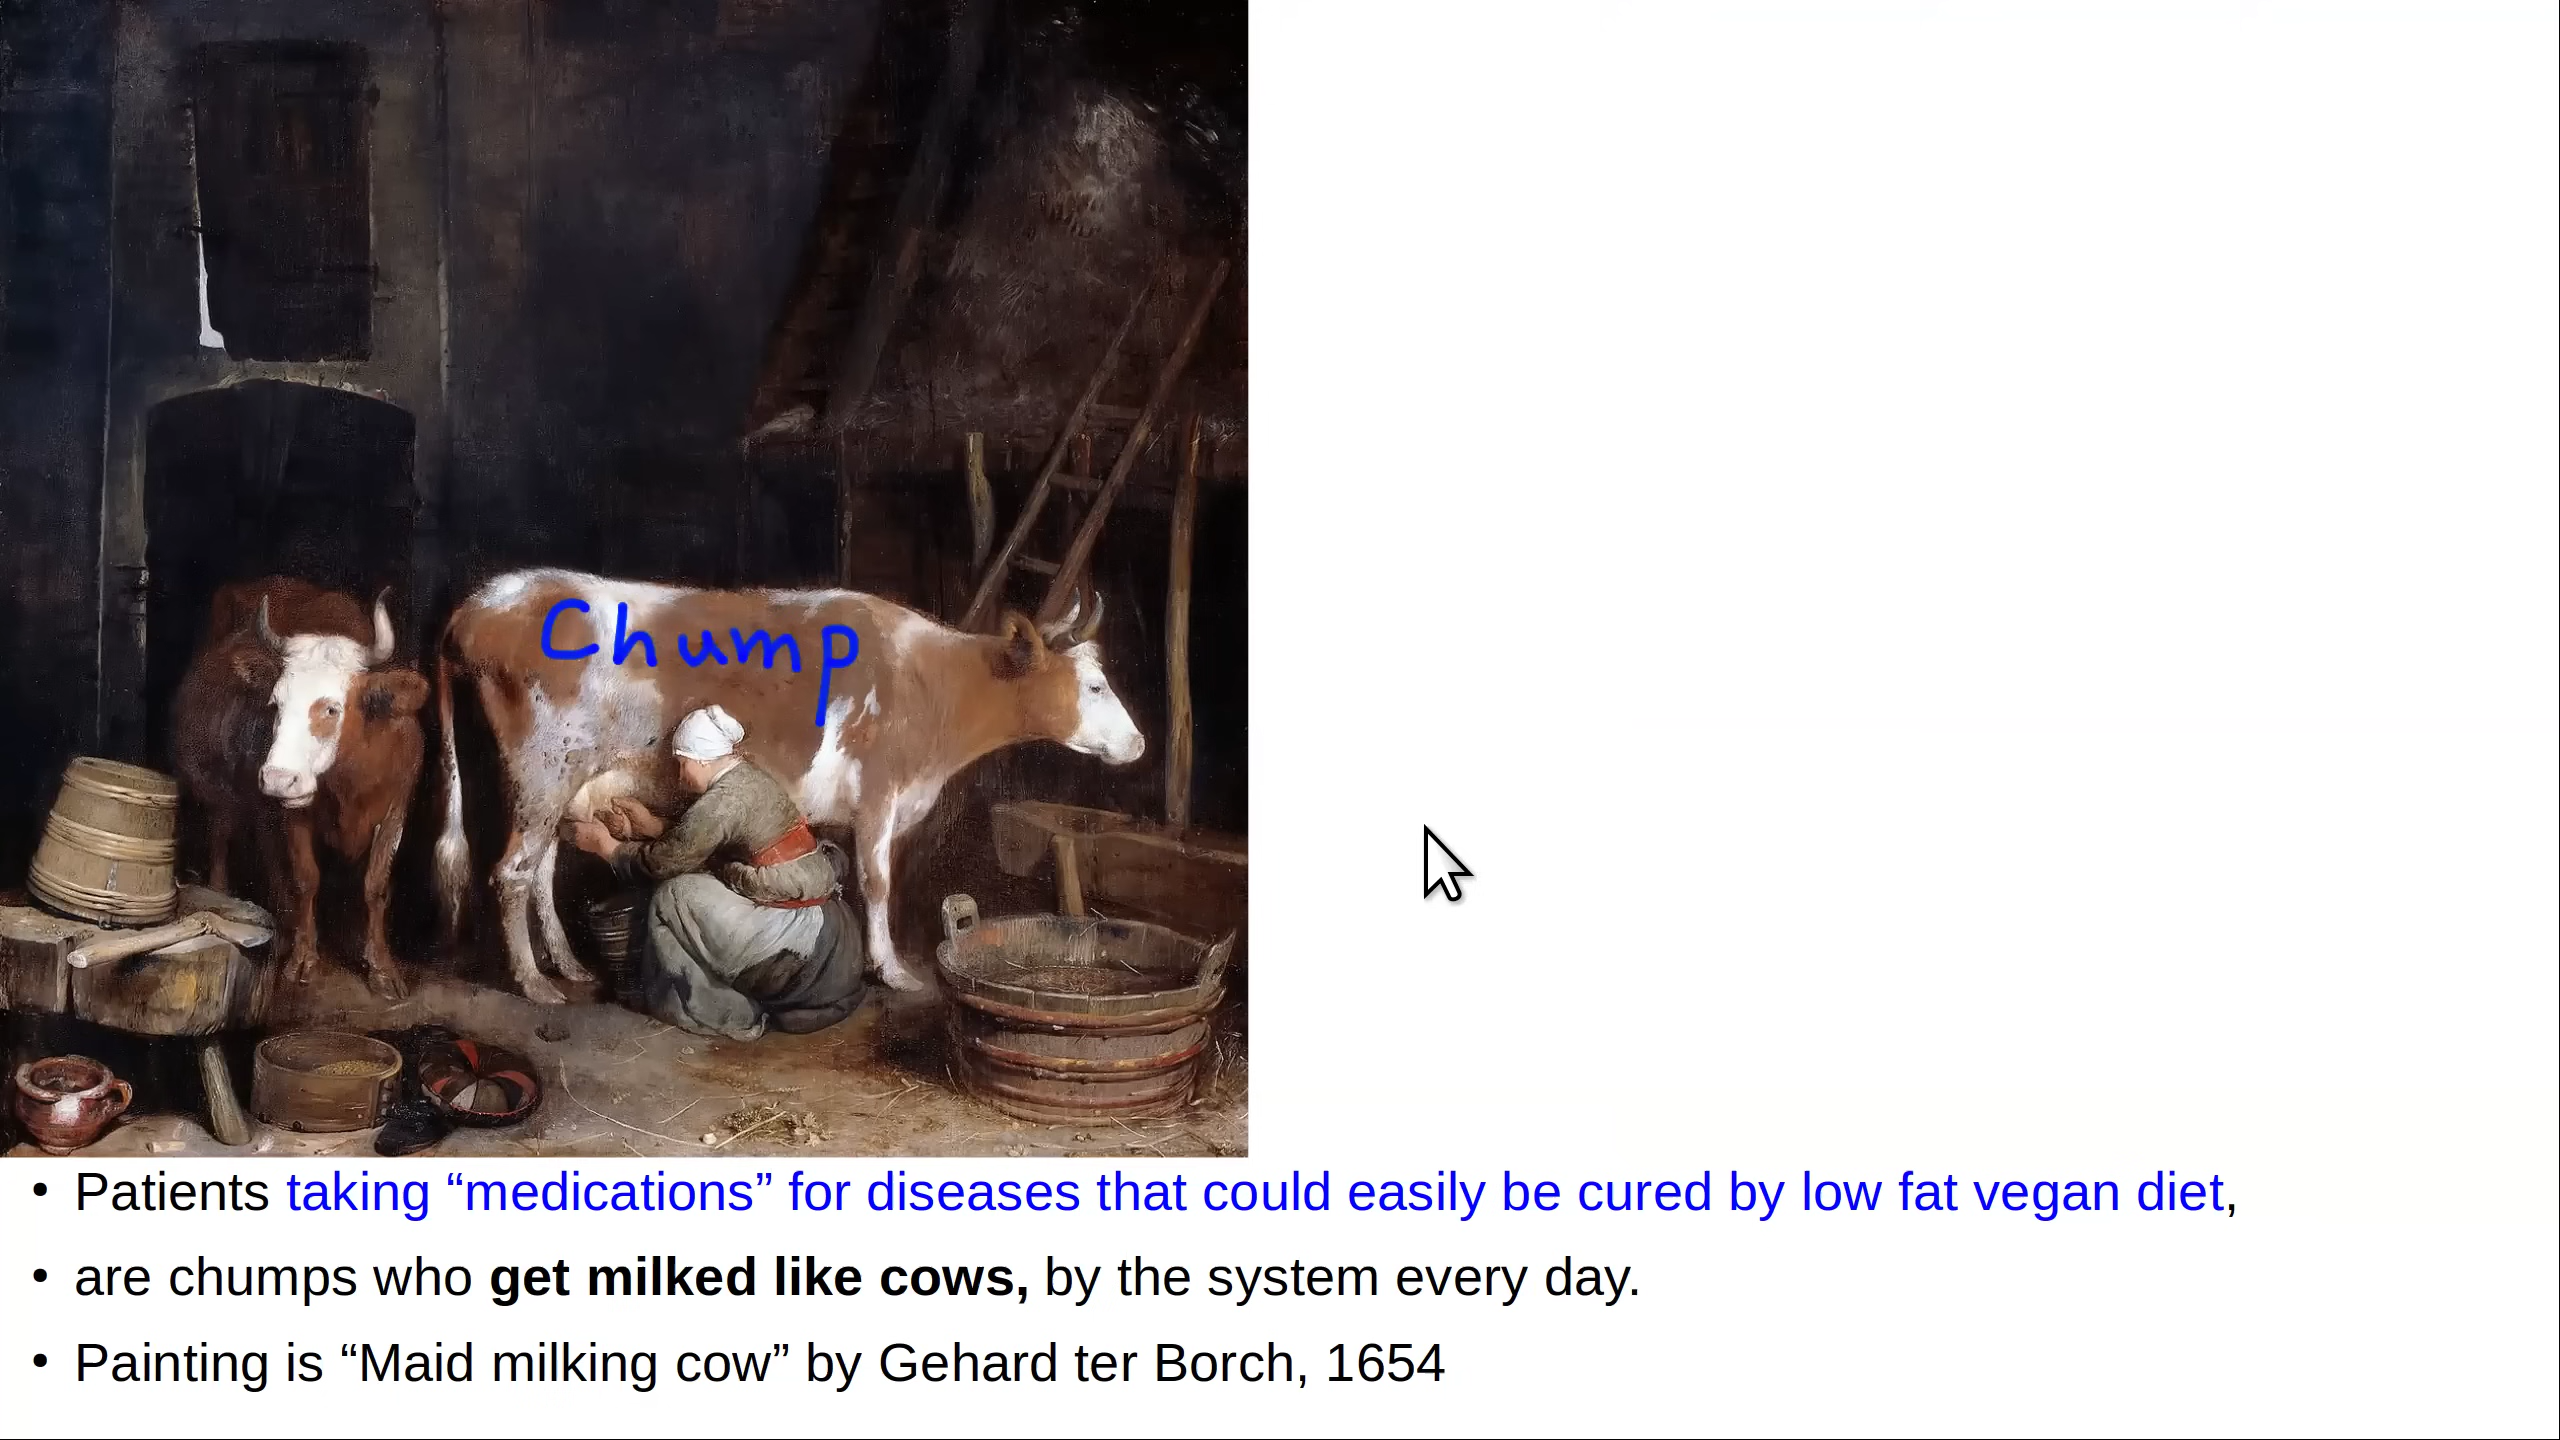 Chump
• Patients taking “medications” for diseases that could easily be cured by low fat vegan diet,
• are chumps who get milked like cows, by the system every day.
• Painting is “Maid milking cow” by Gehard ter Borch, 1654